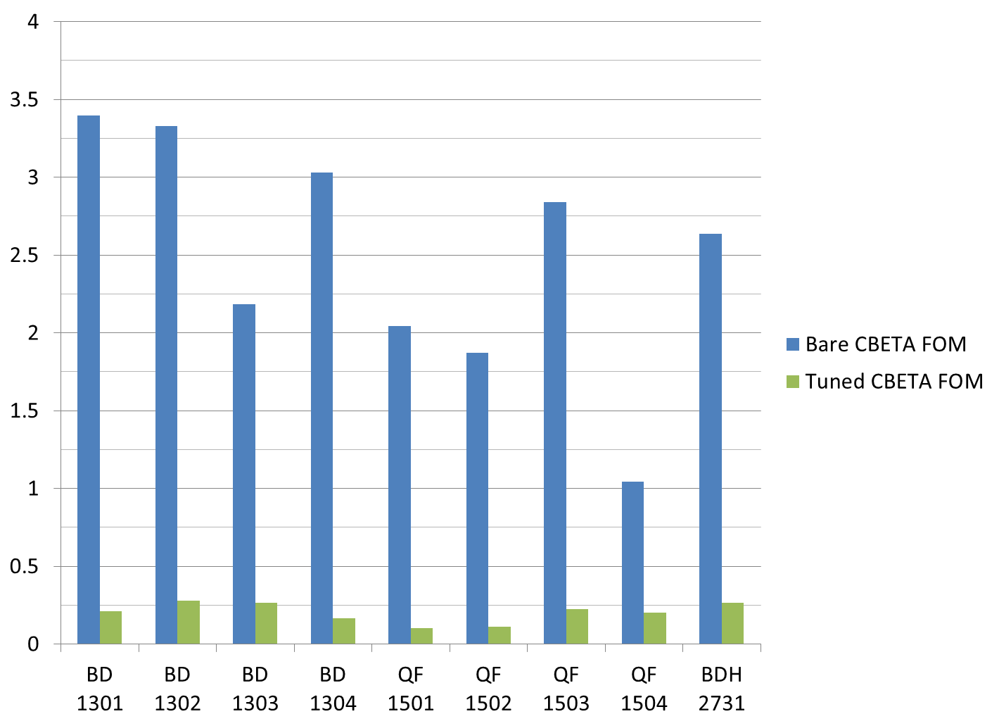 4
3.5
3
2.5
2
1.5
1
0.5
0
BD 1301
BD 1302
BD 1303
BD 1304
QF 1501
QF 1502
QF 1503
QF 1504
BDH 2731
Bare CBETA FOM
Tuned CBETA FOM